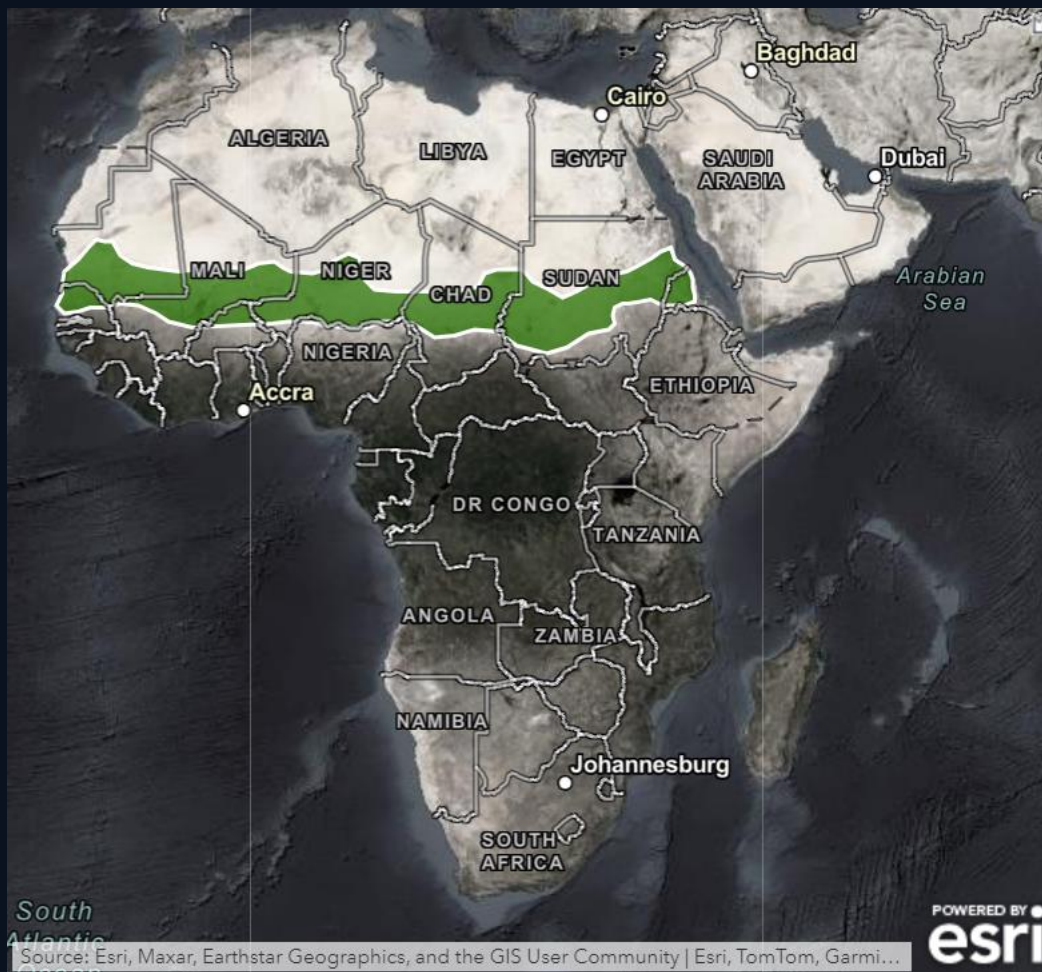 Baghdad
Cairo
ALGERIA
LIBYA
EGYPT
SAUDI
ARABIA
Dubai
MALI
NIGER
CHAD
SUDAN
Arabian
Sea
NIGERIA
ETHIOPIA
Accra
DR CONGO
TANZANIA
ANGOLA
ZAMBIA
NAMIBIA
Johannesburg
SOUTH
AFRICA
South
Atlantic
Ocean
POWERED BY
esri
Source: Esri, Maxar, Earthstar Geographics, and the GIS User Community | Esri, TomTom, Garmi...